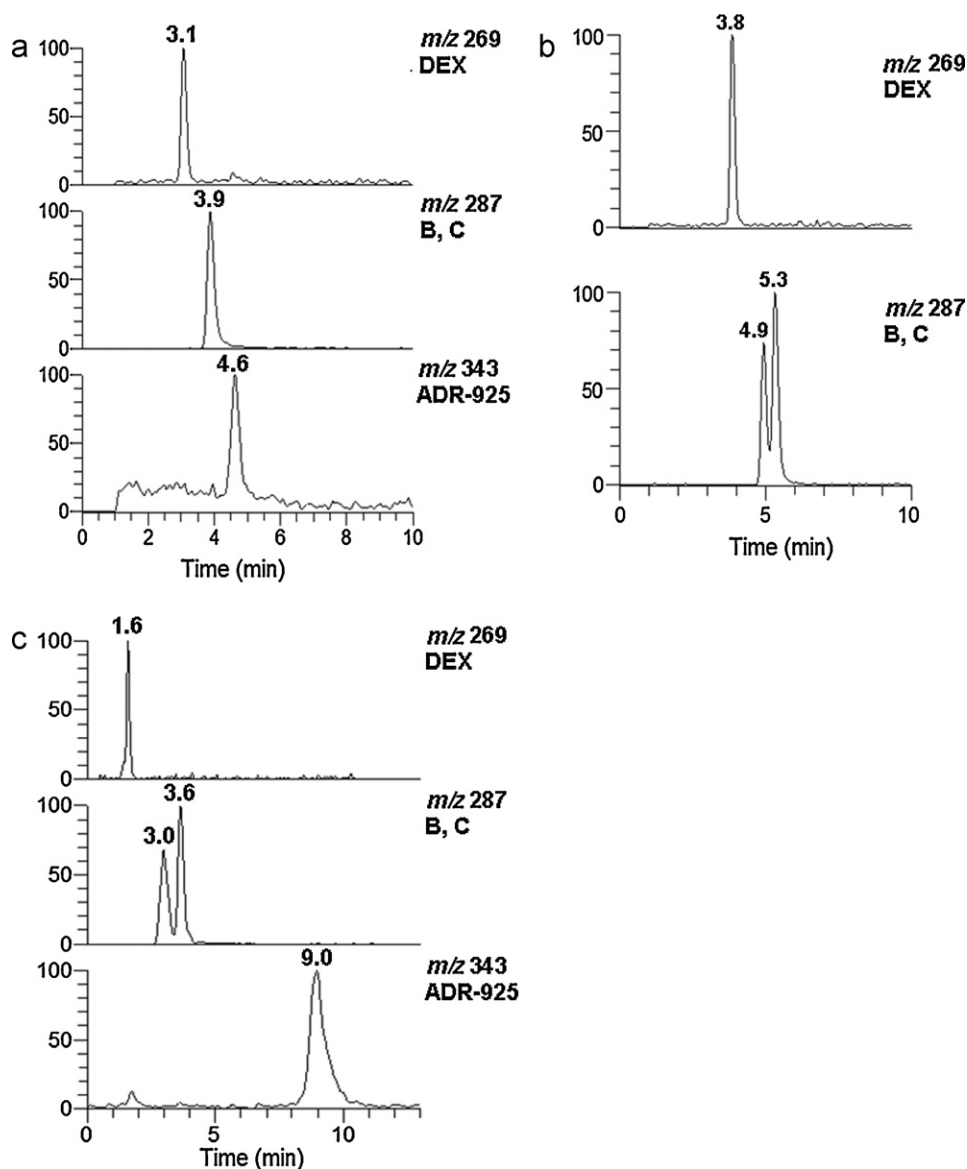 a
3.1
m/z 269
DEX
100
50
0
3.9
m/z 287
B, C
100
50
0
4.6
m/z 343
ADR-925
100
50
0
0 2 4 6 8 10
Time (min)
b
3.8
m/z 269
DEX
100
50
0
5.3
4.9
m/z 287
B, C
100
50
0
0 5 10
Time (min)
c
1.6
m/z 269
DEX
100
50
0
3.6
3.0
m/z 287
B, C
100
50
0
9.0
m/z 343
ADR-925
100
50
0
0 5 10
Time (min)